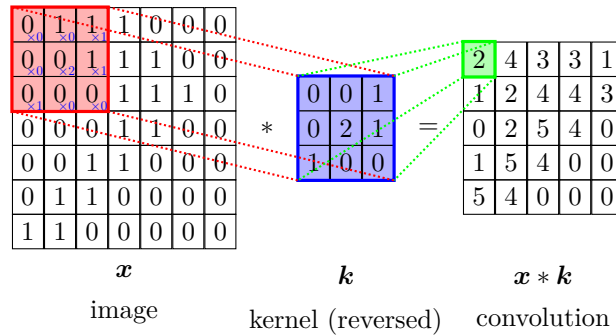 0 1 1 1 0 0 0
×0 ×0 ×1
0 0 1 1 1 0 0
×0 ×2 ×1
0 0 0 1 1 1 0
×1 ×0 ×0
0 0 0 1 1 0 0
0 0 1 1 0 0 0
0 1 1 0 0 0 0
1 1 0 0 0 0 0
x
image
*
0 0 1
0 2 1
1 0 0
k
kernel (reversed)
=
2 4 3 3 1
1 2 4 4 3
0 2 5 4 0
1 5 4 0 0
5 4 0 0 0
x * k
convolution